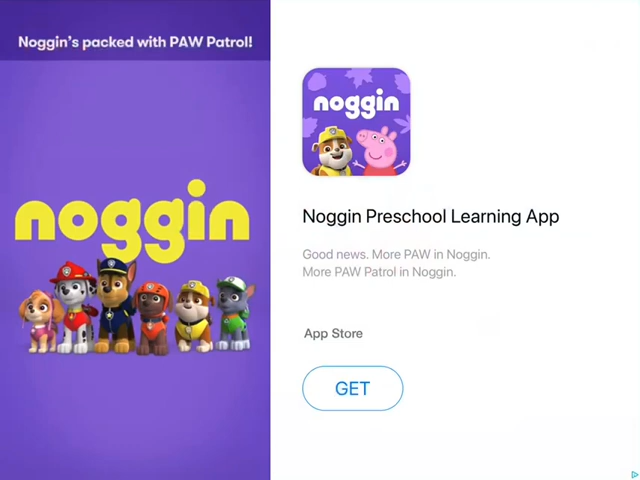 Noggin's packed with PAW Patrol!
noggin
noggin
Noggin Preschool Learning App
Good news. More PAW in Noggin.
More PAW Patrol in Noggin.
App Store
GET